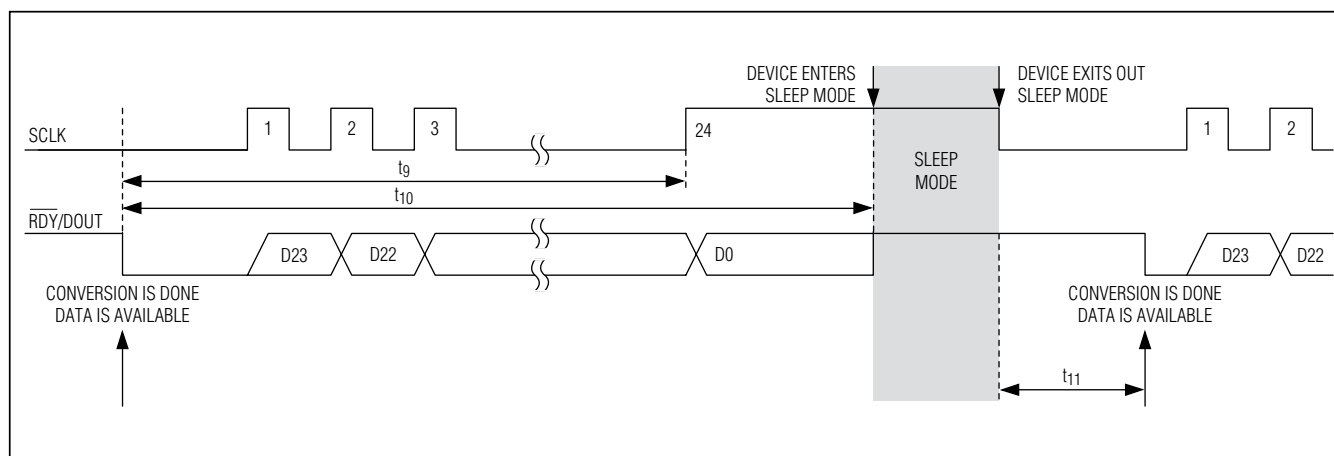 DEVICE ENTERS
SLEEP MODE
DEVICE EXITS OUT
SLEEP MODE
SCLK
1
2
3
24
1
2
SLEEP
MODE
t9
t10
RDY/DOUT
D23
D22
D0
D23
D22
CONVERSION IS DONE
DATA IS AVAILABLE
CONVERSION IS DONE
DATA IS AVAILABLE
t11